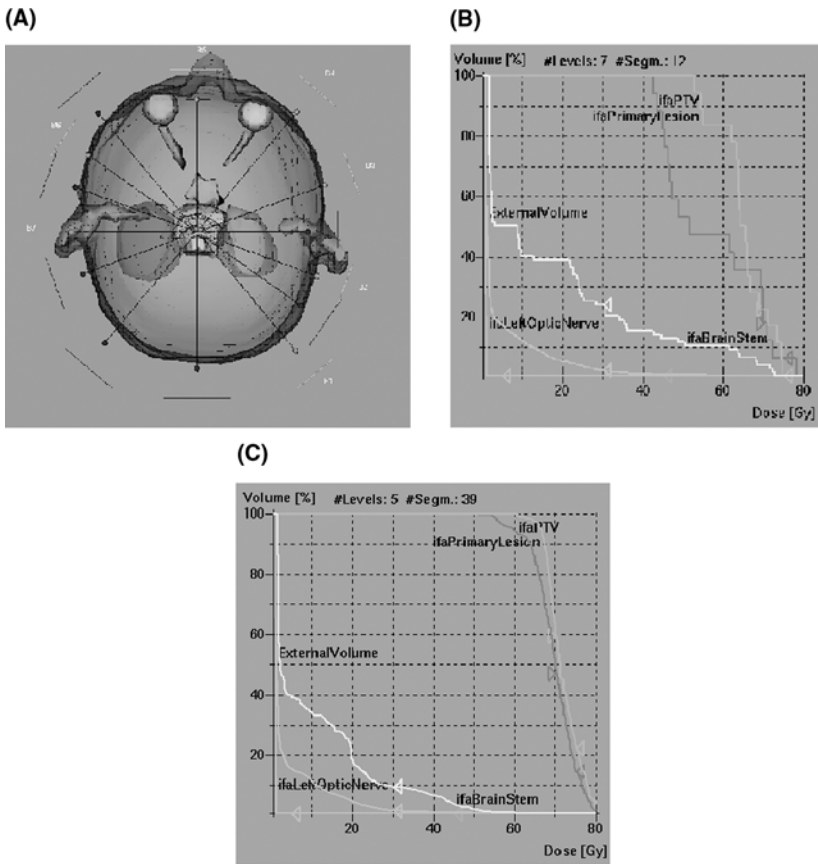 (A)
(B)
(C)
Volume [%] #Levels: 7 #Segm.: 12
100
80
60
40
20
ifaPTV
ifaPrimaryLesion
ExternalVolume
ifaLeftOpticNerve
ifaBrainStem
20 40 60 80
Dose [Gy]
Volume [%] #Levels: 5 #Segm.: 39
100
80
60
40
20
ifaPTV
ifaPrimaryLesion
ExternalVolume
ifaLeftOpticNerve
ifaBrainStem
20 40 60 80
Dose [Gy]